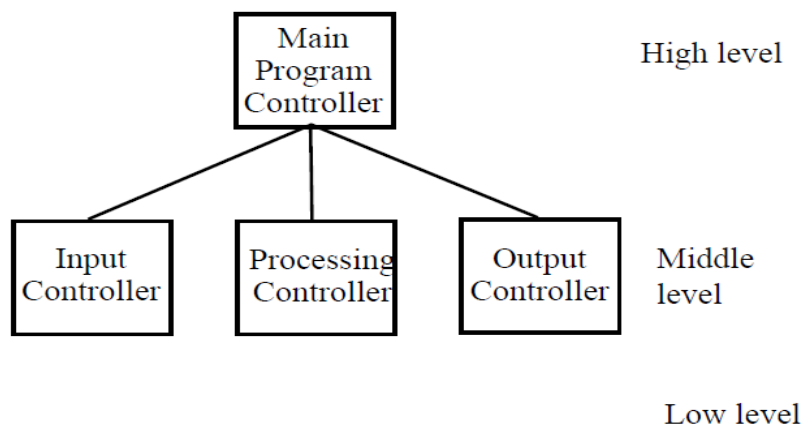 Main
Program
Controller
High level
Input
Controller
Processing
Controller
Output
Controller
Middle
level
Low level